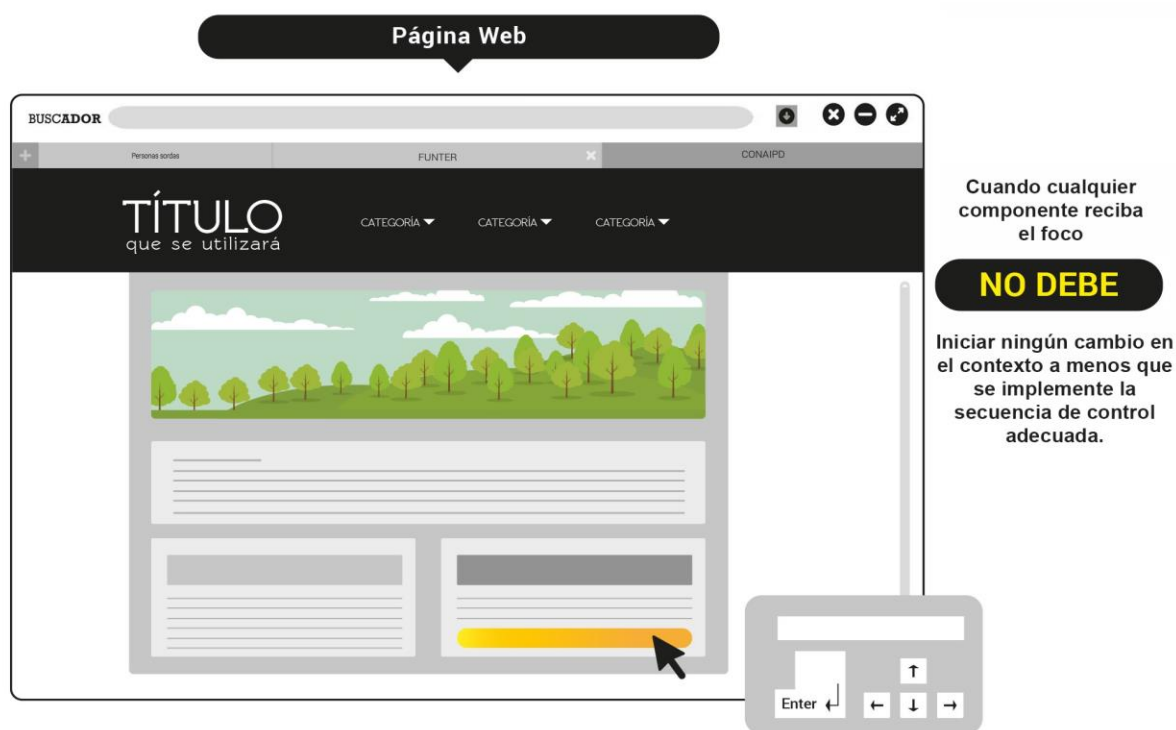 Página Web
BUSCADOR
Personas sordas
FUNTER
CONAIPD
TÍTULO
que se utilizará
CATEGORÍA
CATEGORÍA
CATEGORÍA
Cuando cualquier
componente reciba
el foco
NO DEBE
Iniciar ningún cambio en
el contexto a menos que
se implemente la
secuencia de control
adecuada.
Enter